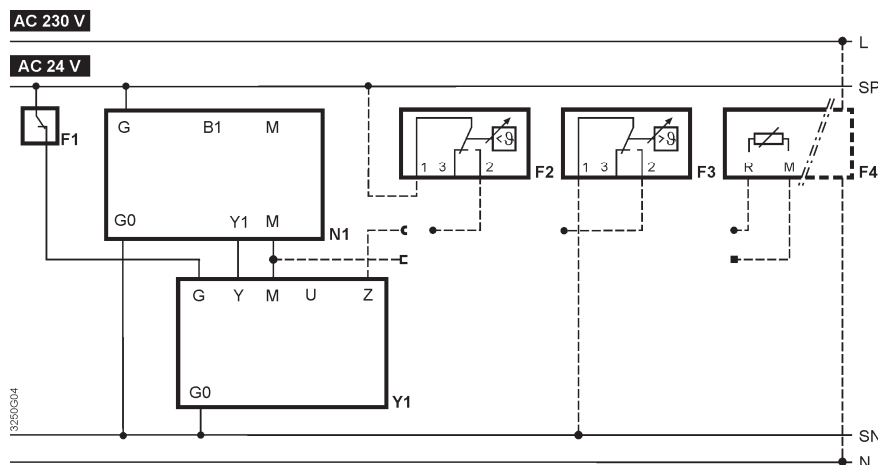 AC 230 V
L
AC 24 V
SP
G B1 M
F1
1 3 2
F2
<ϑ
1 3 2
F3
>ϑ
R M
F4
G0 Y1 M
N1
G Y M U Z
G0
Y1
3250G04
SN
N